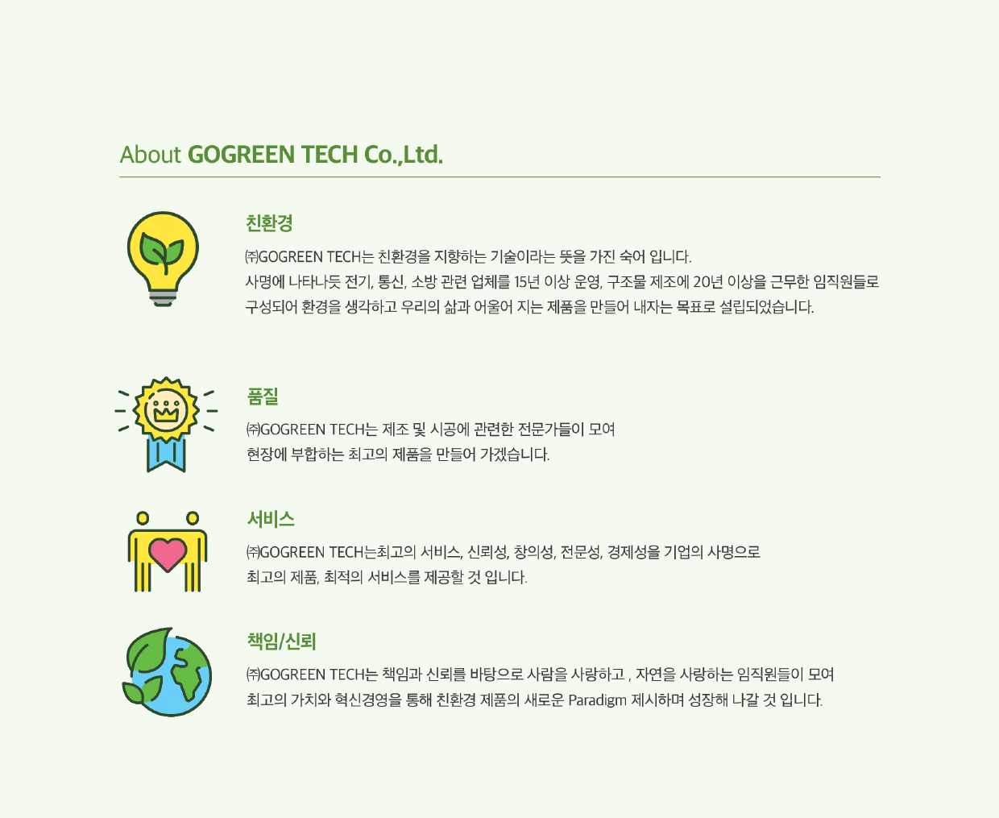 About GOGREEN TECH Co.,Ltd.
친환경
㈜GOGREEN TECH는 친환경을 지향하는 기술이라는 뜻을 가진 숙어 입니다.
사명에 나타나듯 전기, 통신, 소방 관련 업체를 15년 이상 운영, 구조물 제조에 20년 이상을 근무한 임직원들로
구성되어 환경을 생각하고 우리의 삶과 어울어 지는 제품을 만들어 내자는 목표로 설립되었습니다.
품질
㈜GOGREEN TECH는 제조 및 시공에 관련한 전문가들이 모여
현장에 부합하는 최고의 제품을 만들어 가겠습니다.
서비스
㈜GOGREEN TECH는최고의 서비스, 신뢰성, 창의성, 전문성, 경제성을 기업의 사명으로
최고의 제품, 최적의 서비스를 제공할 것 입니다.
책임/신뢰
㈜GOGREEN TECH는 책임과 신뢰를 바탕으로 사람을 사랑하고 , 자연을 사랑하는 임직원들이 모여
최고의 가치와 혁신경영을 통해 친환경 제품의 새로운 Paradigm 제시하며 성장해 나갈 것 입니다.